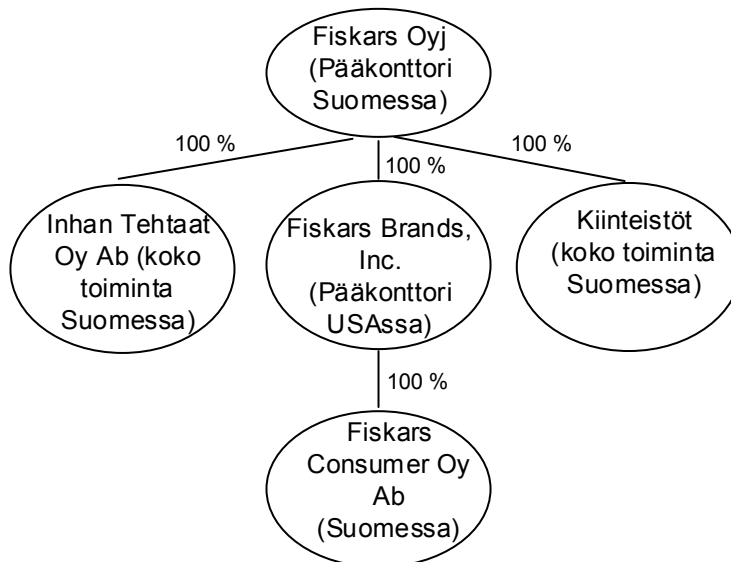 Fiskars Oyj
(Pääkonttori
Suomessa)
100 %
100 %
100 %
Inhan Tehtaat
Oy Ab (koko
toiminta
Suomessa)
Fiskars Brands,
Inc.
(Pääkonttori
USAssa)
Kiinteistöt
(koko toiminta
Suomessa)
100 %
Fiskars
Consumer Oy
Ab
(Suomessa)